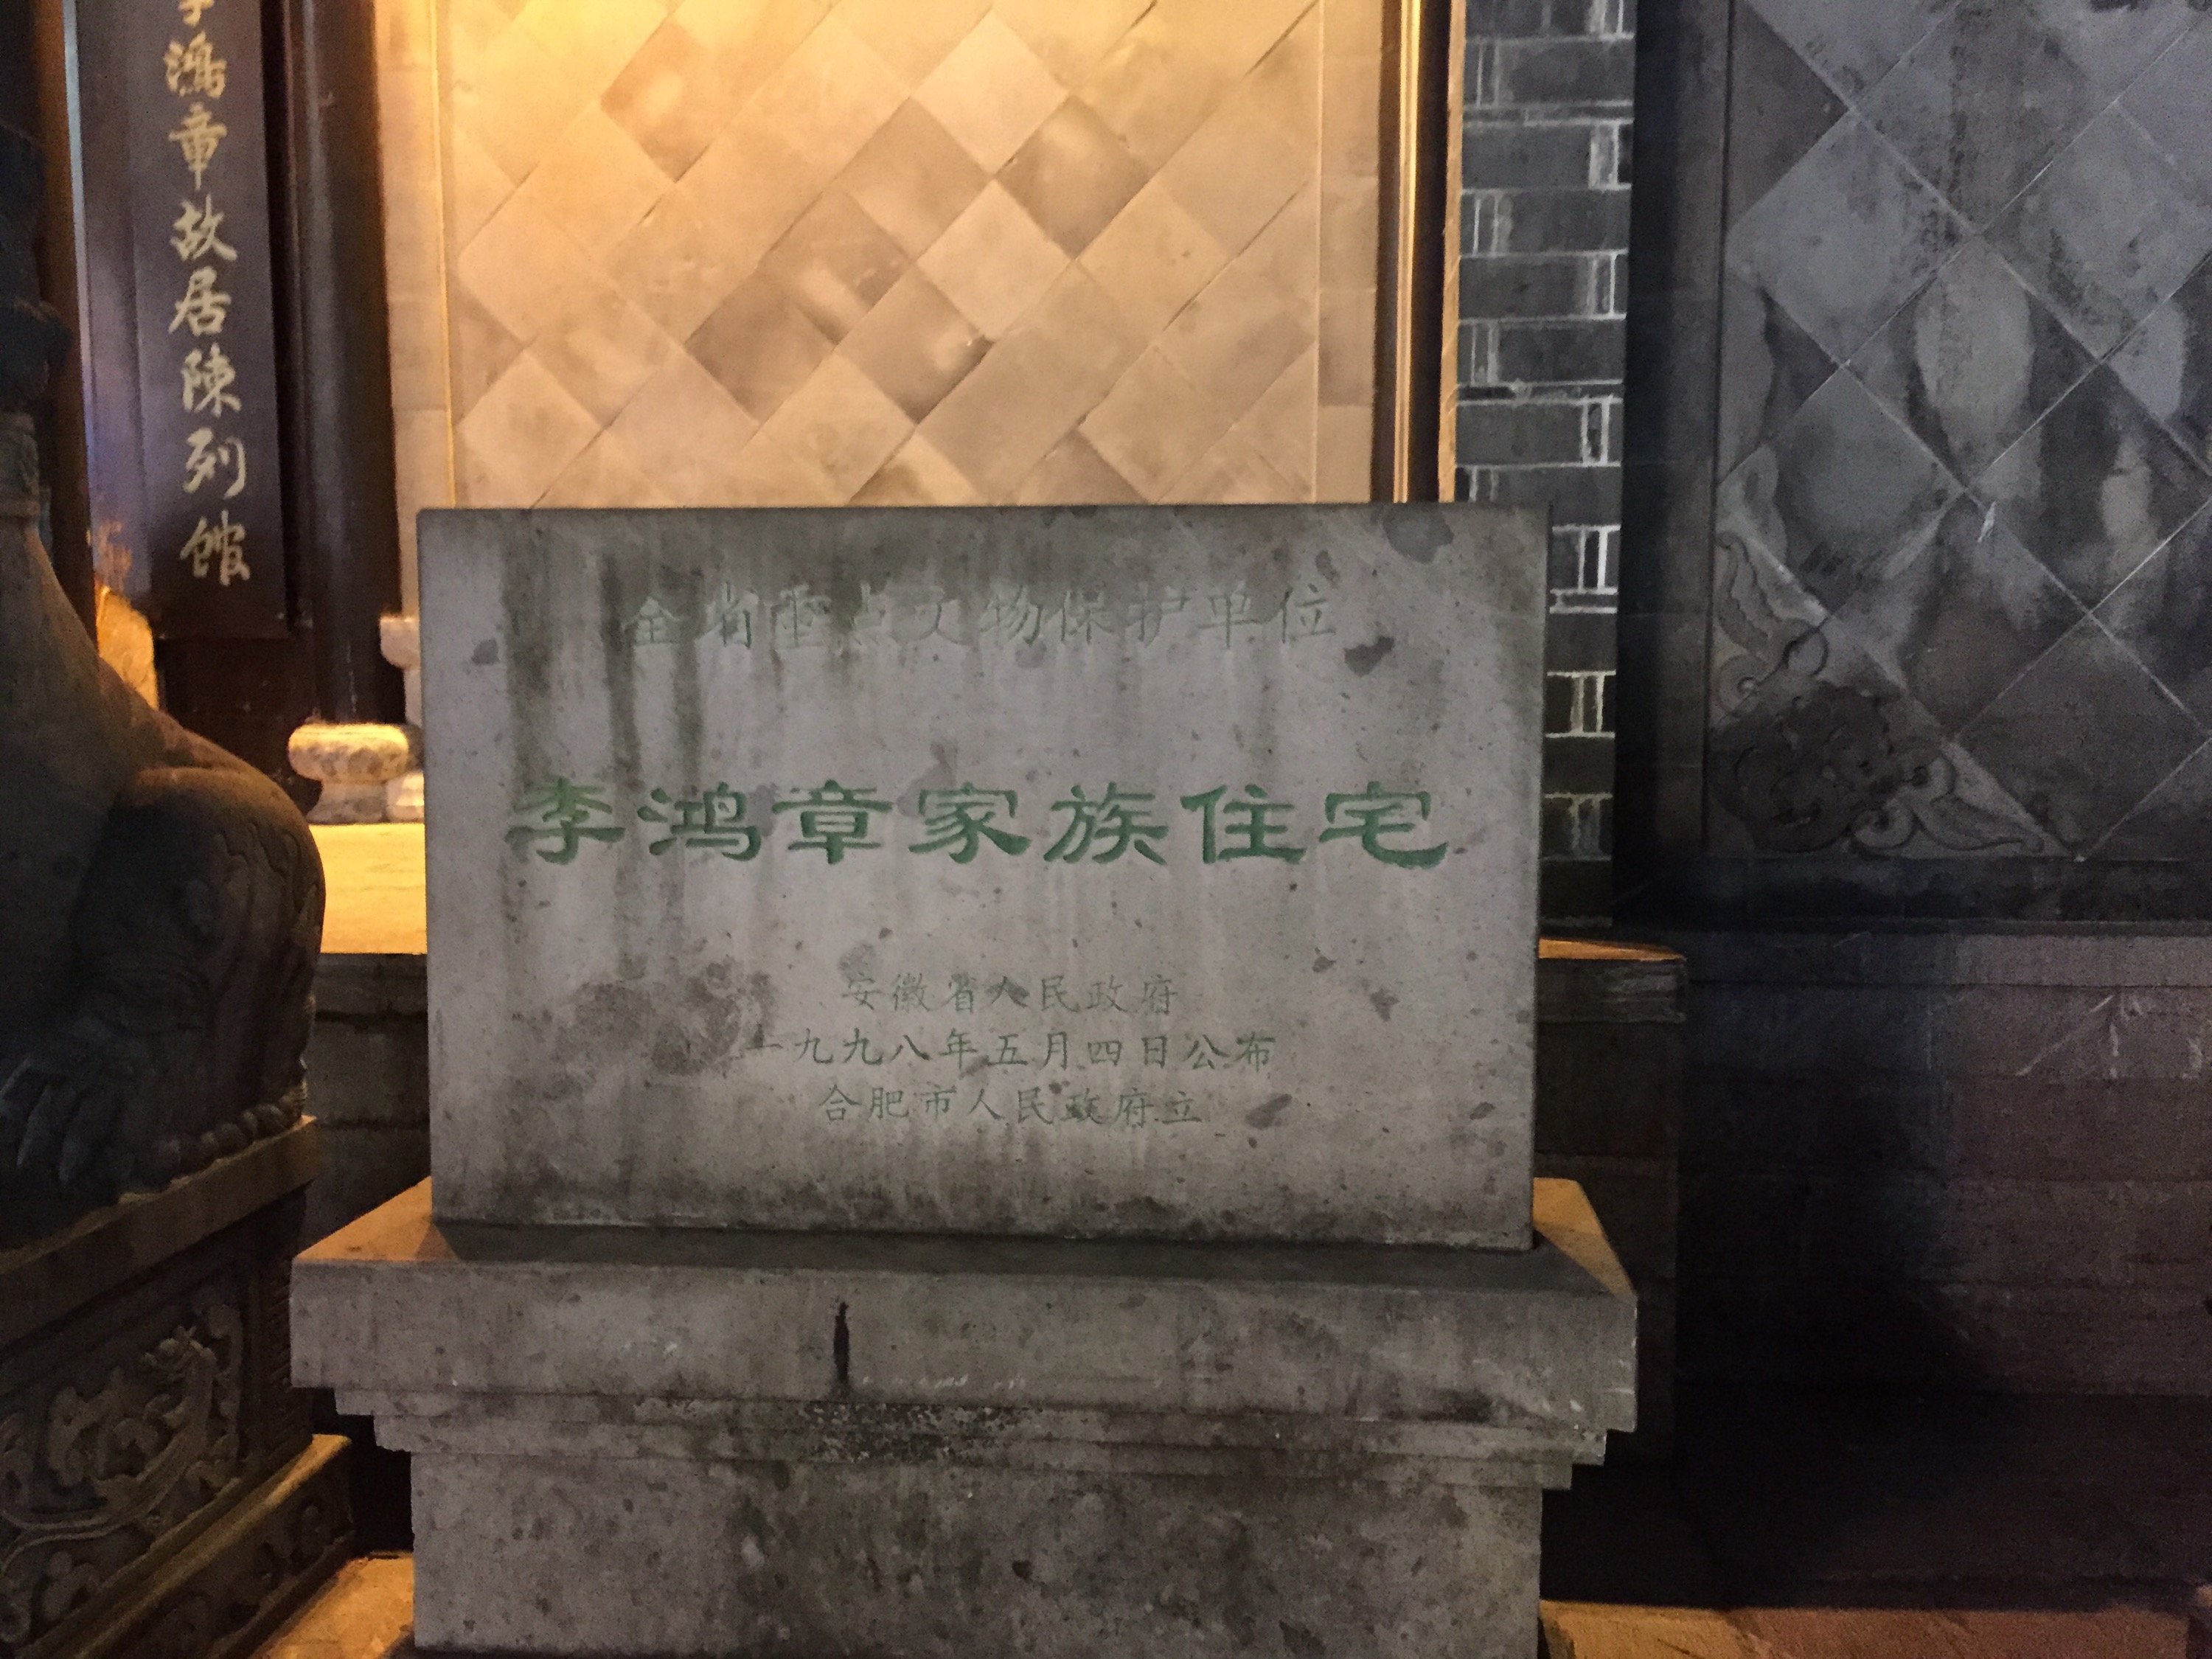 李鴻章故居陳列館
全省重点文物保护单位
李鸿章家族住宅
安徽省人民政府
一九九八年五月四日公布
合肥市人民政府立